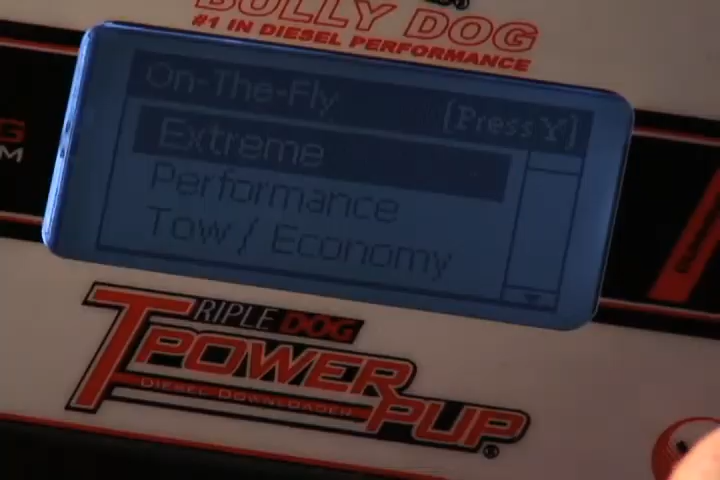 BULLY DOG
#1 IN DIESEL PERFORMANCE
On-The-Fly
[Press Y]
Extreme
Performance
Tow / Economy
TRIPLE DOG
POWER
DIESEL DOWNLOADER
PUP®